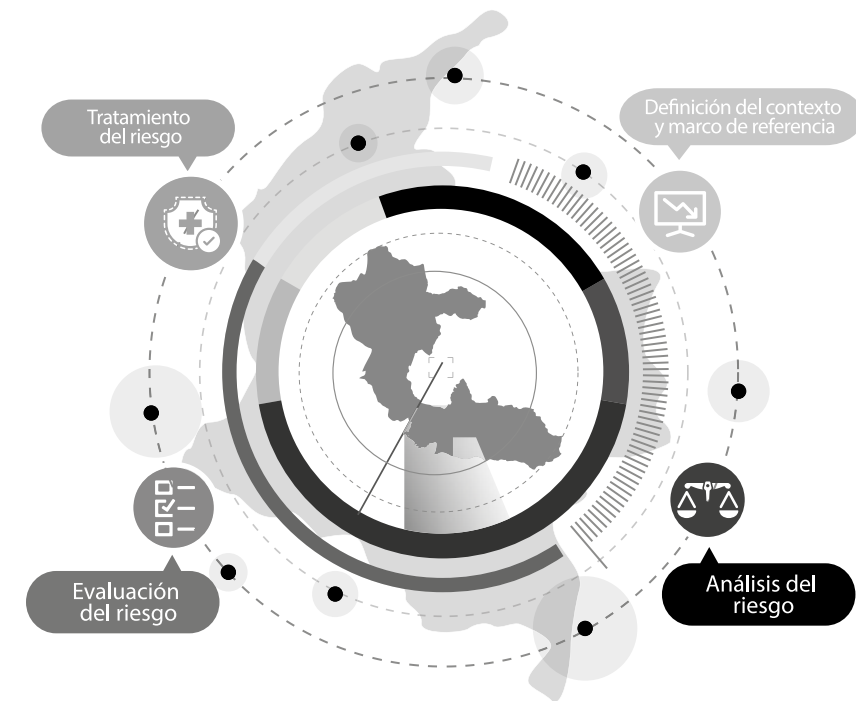 Tratamiento
del riesgo
Definición del contexto
y marco de referencia
Evaluación
del riesgo
Análisis del
riesgo